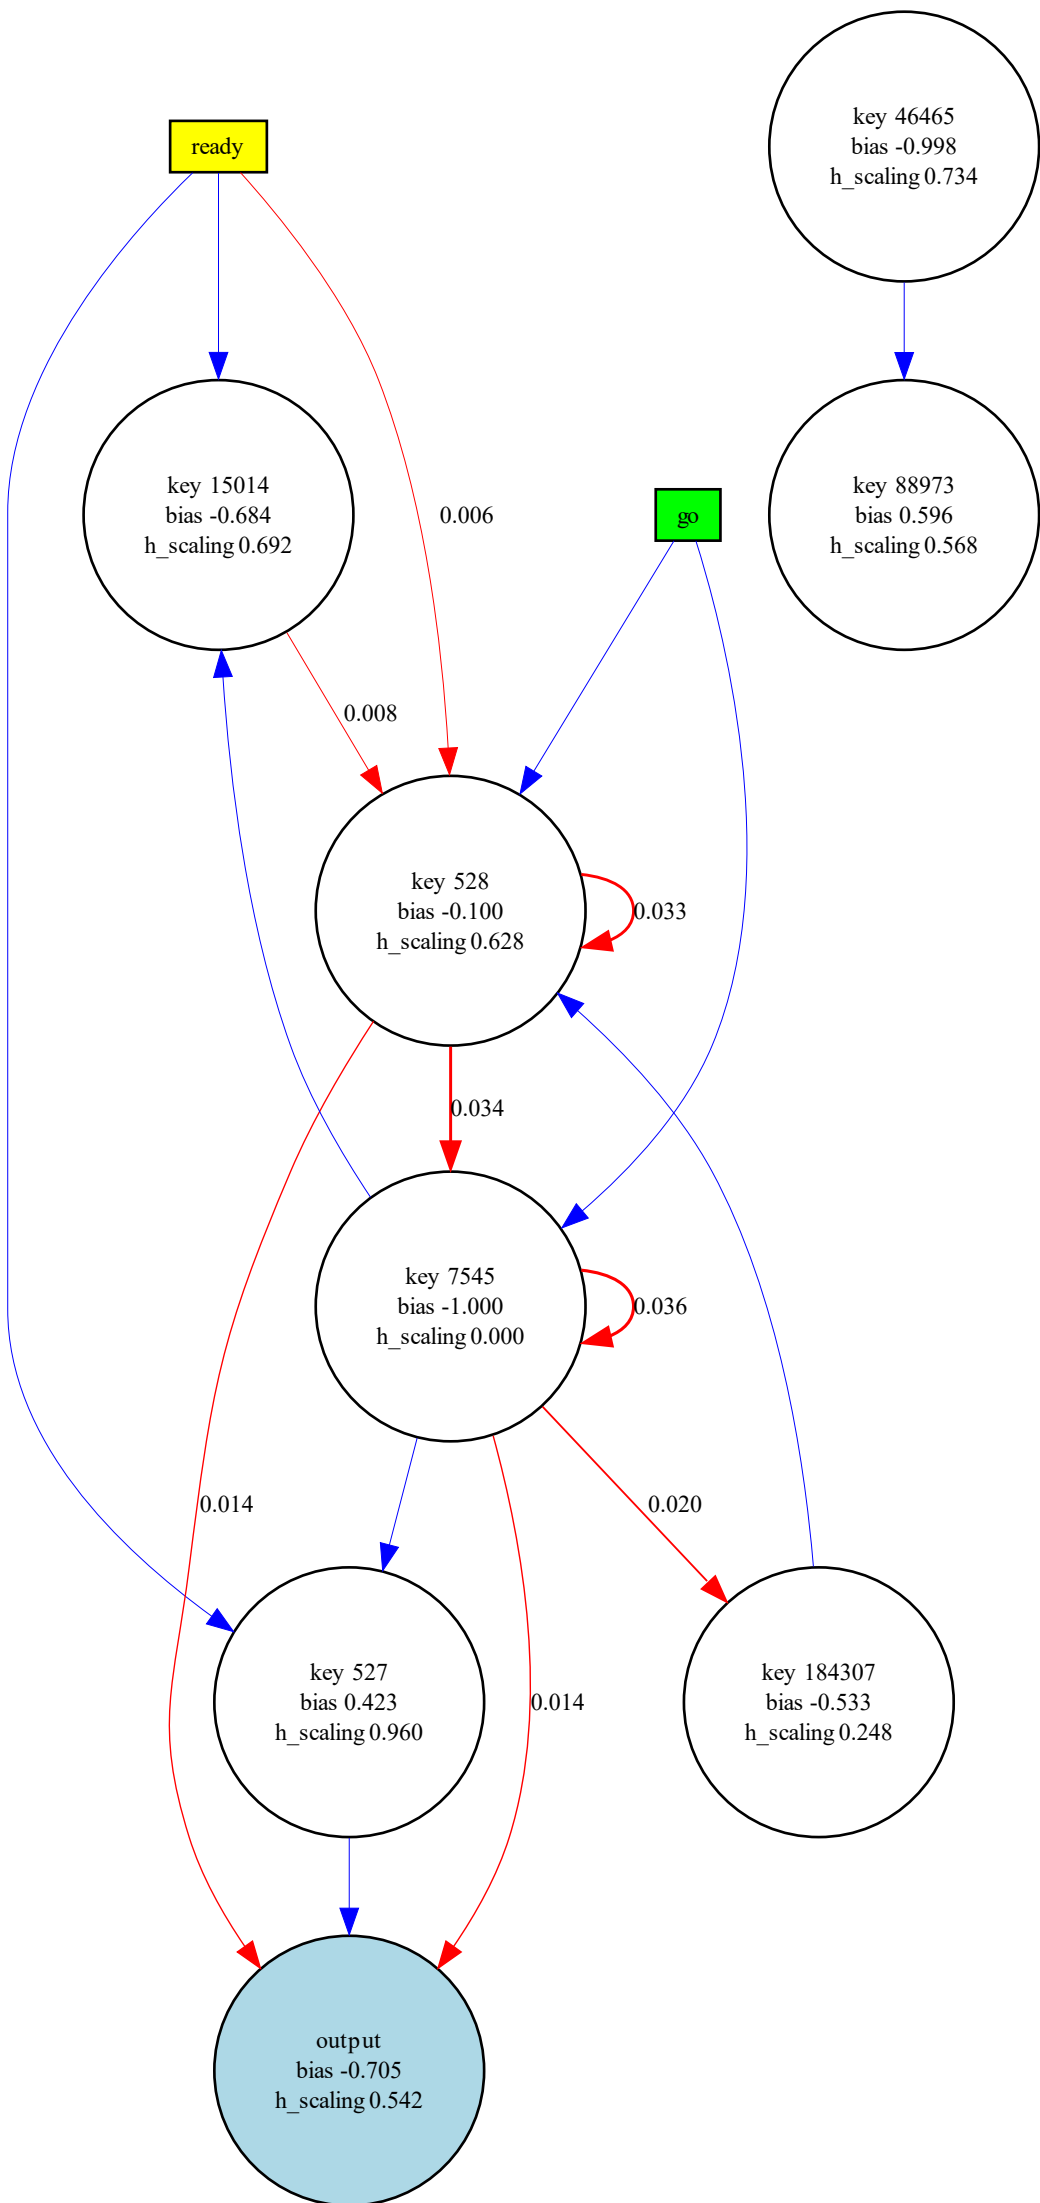 key 46465
bias -0.998
h_scaling 0.734
ready
key 15014
bias -0.684
h_scaling 0.692
0.006
go
key 88973
bias 0.596
h_scaling 0.568
0.008
key 528
bias -0.100
h_scaling 0.628
0.033
0.034
key 7545
bias -1.000
h_scaling 0.000
0.036
0.014
0.020
key 527
bias 0.423
h_scaling 0.960
0.014
key 184307
bias -0.533
h_scaling 0.248
output
bias -0.705
h_scaling 0.542